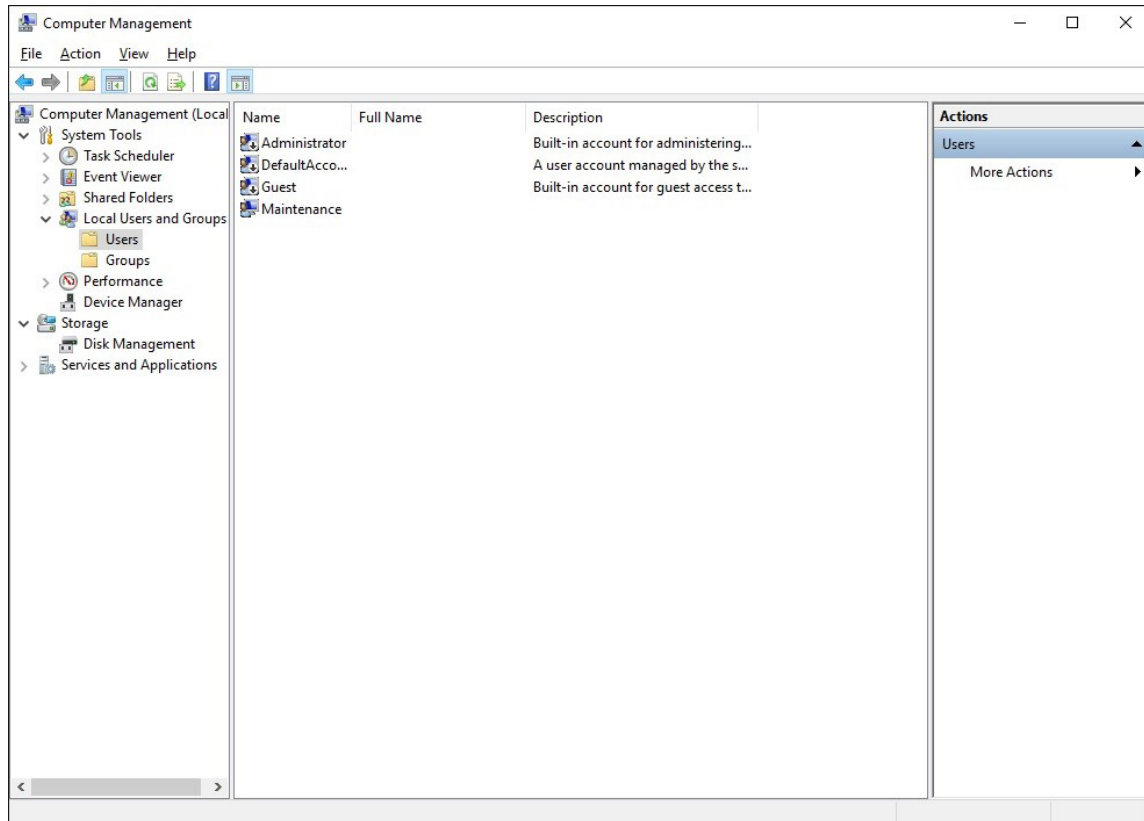 Computer Management
File Action View Help
Computer Management (Local
System Tools
Task Scheduler
Event Viewer
Shared Folders
Local Users and Groups
Users
Groups
Performance
Device Manager
Storage
Disk Management
Services and Applications
Name Full Name Description
Administrator Built-in account for administering...
DefaultAcco... A user account managed by the s...
Guest Built-in account for guest access t...
Maintenance
Actions
Users
More Actions